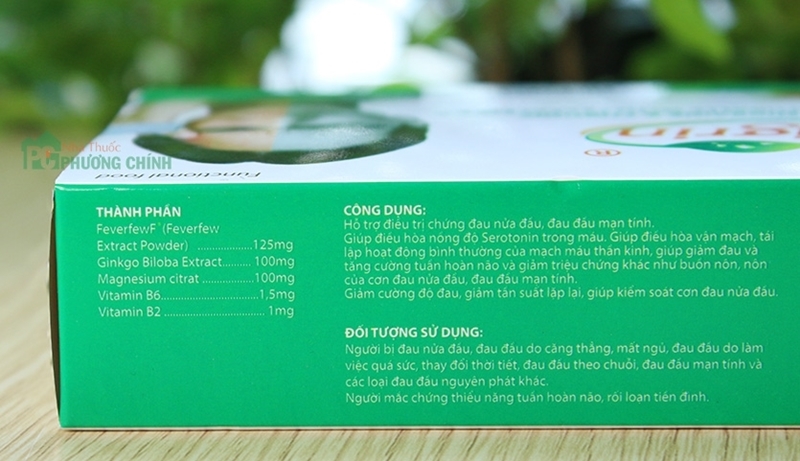 Nhà Thuốc
PHƯƠNG CHÍNH
Functional food
®
THÀNH PHẦN
FeverfewF (Feverfew
Extract Powder) ....................125mg
Ginkgo Biloba Extract........ 100mg
Magnesium citrat ...............100mg
Vitamin B6............................1,5mg
Vitamin B2 ............................. 1mg
CÔNG DỤNG:
Hỗ trợ điều trị chứng đau nửa đầu, đau đầu mạn tính.
Giúp điều hòa nồng độ Serotonin trong máu. Giúp điều hòa vận mạch, tái
lập hoạt động bình thường của mạch máu thần kinh, giúp giảm đau và
tăng cường tuần hoàn não và giảm triệu chứng khác như buồn nôn, nôn
của cơn đau nửa đầu, đau đầu mạn tính.
Giảm cường độ đau, giảm tần suất lặp lại, giúp kiểm soát cơn đau nửa đầu.
ĐỐI TƯỢNG SỬ DỤNG:
Người bị đau nửa đầu, đau đầu do căng thẳng, mất ngủ, đau đầu do làm
việc quá sức, thay đổi thời tiết, đau đầu theo chuỗi, đau đầu mạn tính và
các loại đau đầu nguyên phát khác.
Người mắc chứng thiếu năng tuần hoàn não, rối loạn tiền đình.